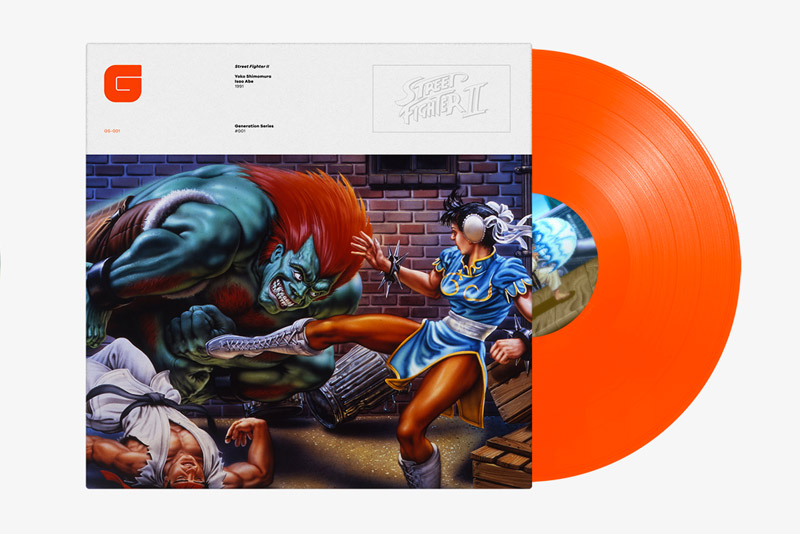 G
Street Fighter II
Yoko Shimomura
Isao Abe
1991
GG-001
Generation Series
#001
STREET
FIGHTER II